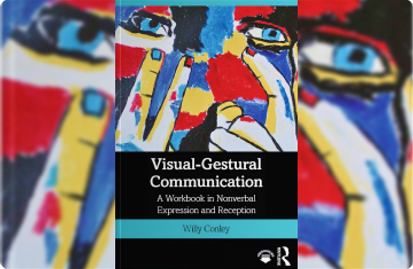 Visual-Gestural
Communication
A Workbook in Nonverbal
Expression and Reception
Willy Conley